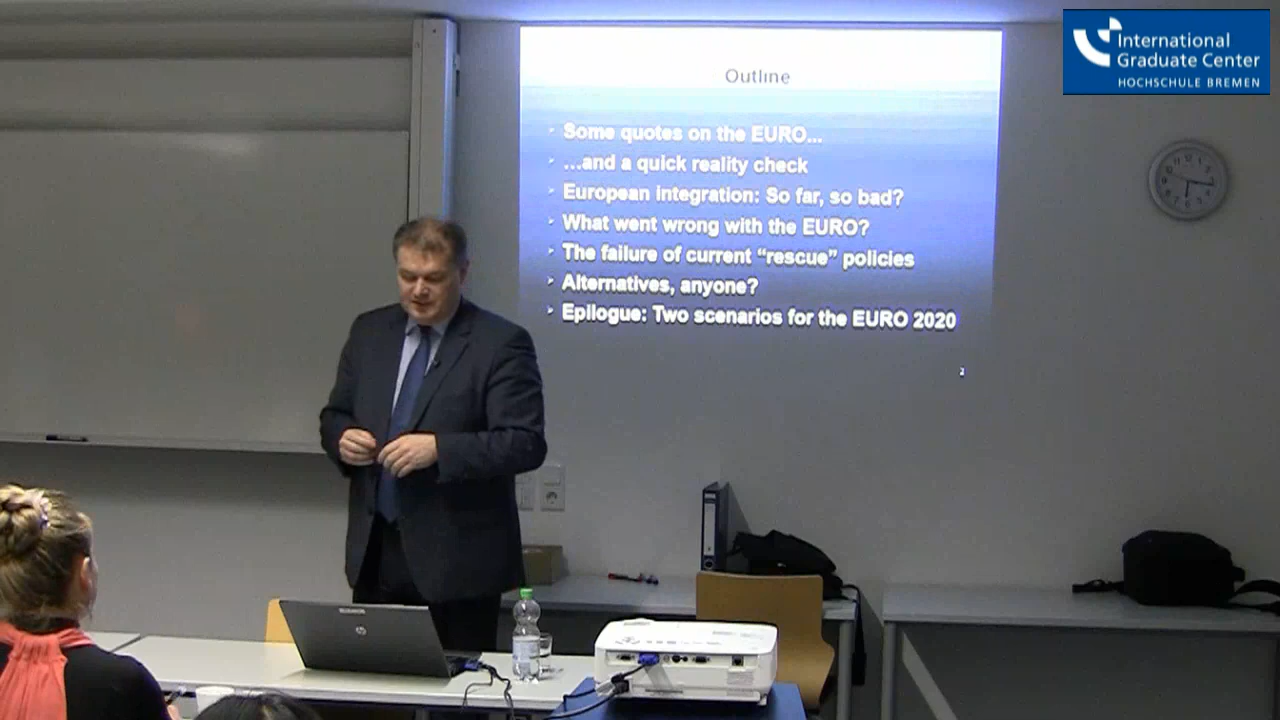 International
Graduate Center
HOCHSCHULE BREMEN
Outline
Some quotes on the EURO...
...and a quick reality check
European integration: So far, so bad?
What went wrong with the EURO?
The failure of current “rescue” policies
Alternatives, anyone?
Epilogue: Two scenarios for the EURO 2020
2
hp